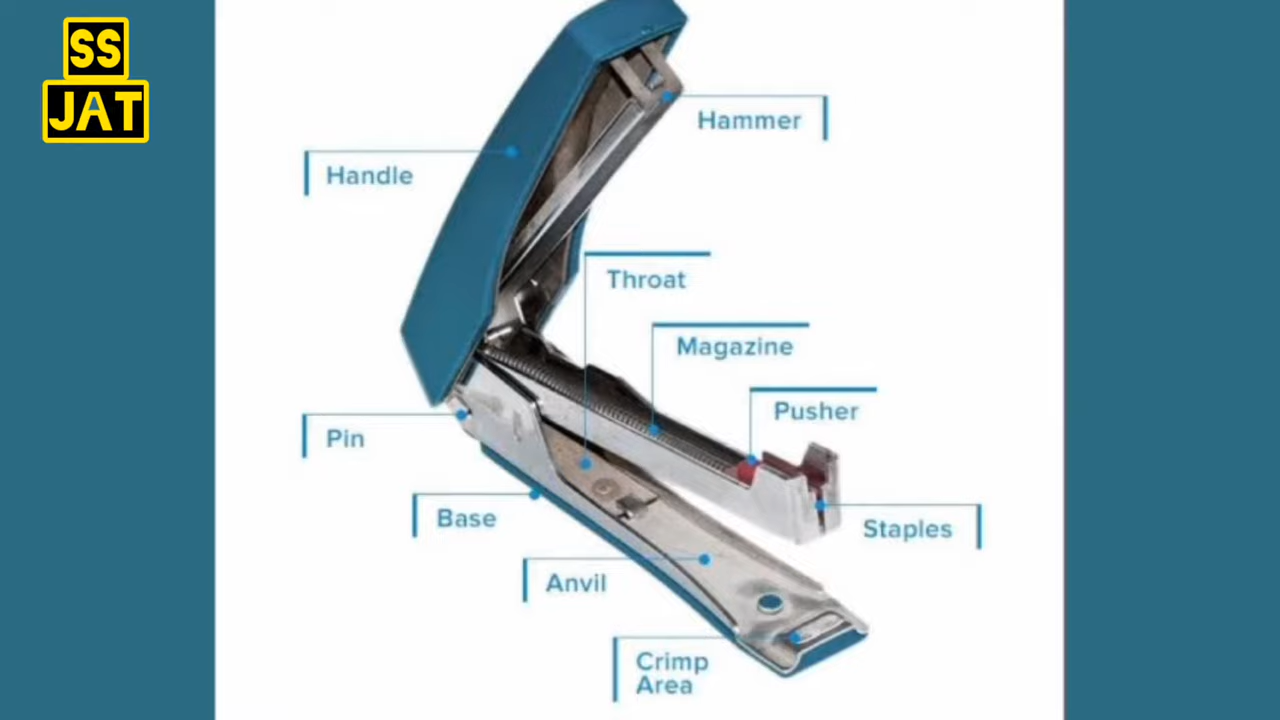 SS
JAT
Hammer
Handle
Throat
Magazine
Pusher
Pin
Base
Staples
Anvil
Crimp
Area